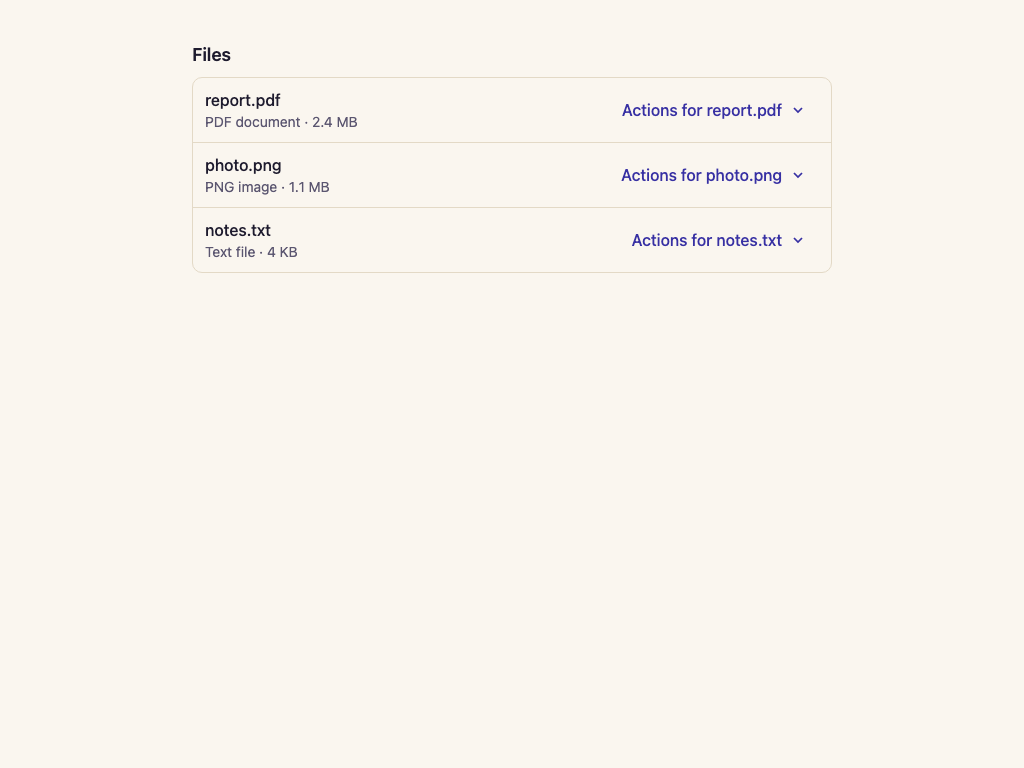 Files
report.pdf
PDF document · 2.4 MB
Actions for report.pdf
photo.png
PNG image · 1.1 MB
Actions for photo.png
notes.txt
Text file · 4 KB
Actions for notes.txt